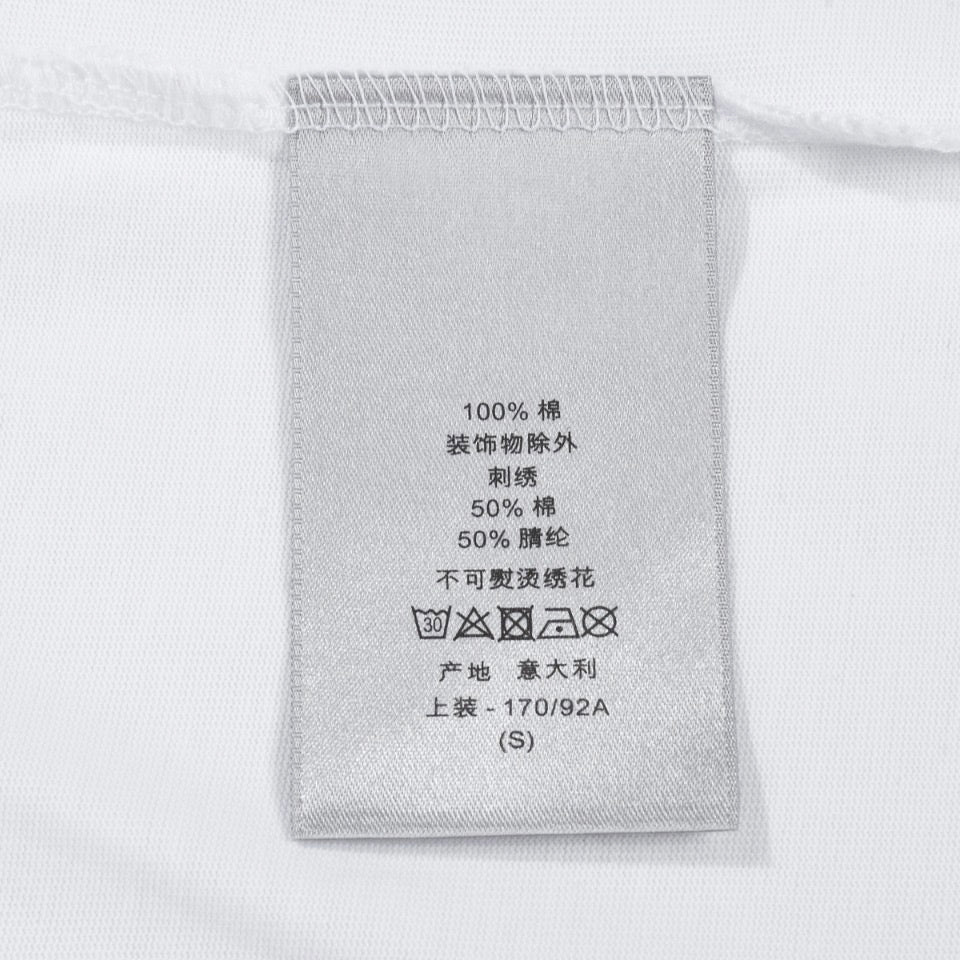 100% 棉
装饰物除外
刺绣
50% 棉
50% 腈纶
不可熨烫绣花
30
产地 意大利
上装 - 170/92A
(S)